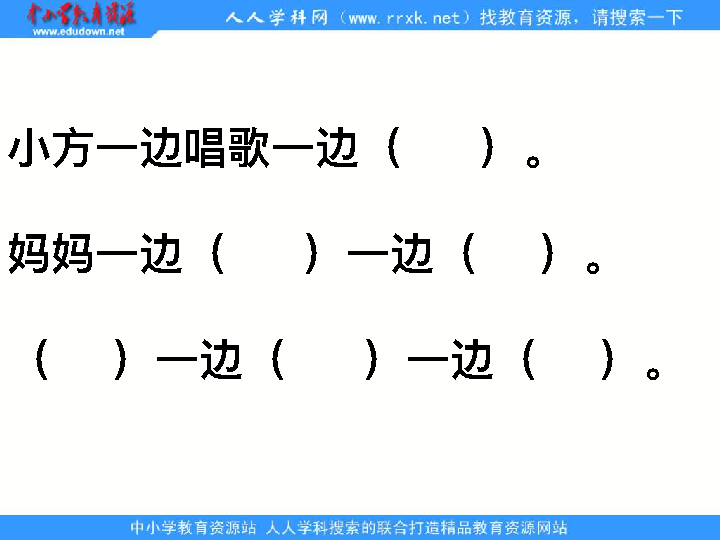 中小学教育资源
www.edudown.net
人人学科网（www.rrxk.net）找教育资源，请搜索一下
小方一边唱歌一边（ ）。
妈妈一边（ ）一边（ ）。
（ ）一边（ ）一边（ ）。
中小学教育资源站 人人学科搜索的联合打造精品教育资源网站